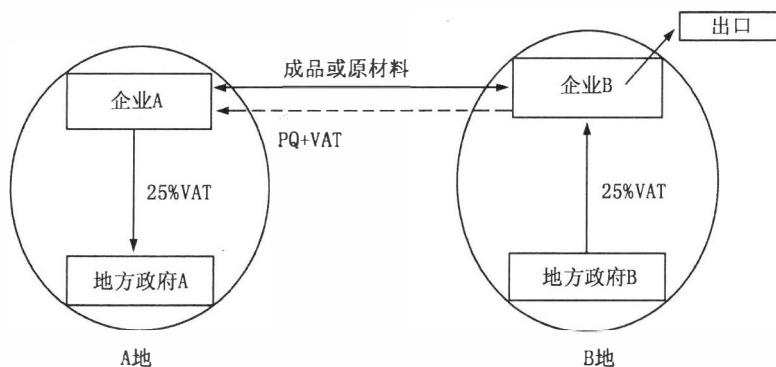 出口
成品或原材料
企业A
企业B
PQ+VAT
25%VAT
25%VAT
地方政府A
地方政府B
A地
B地